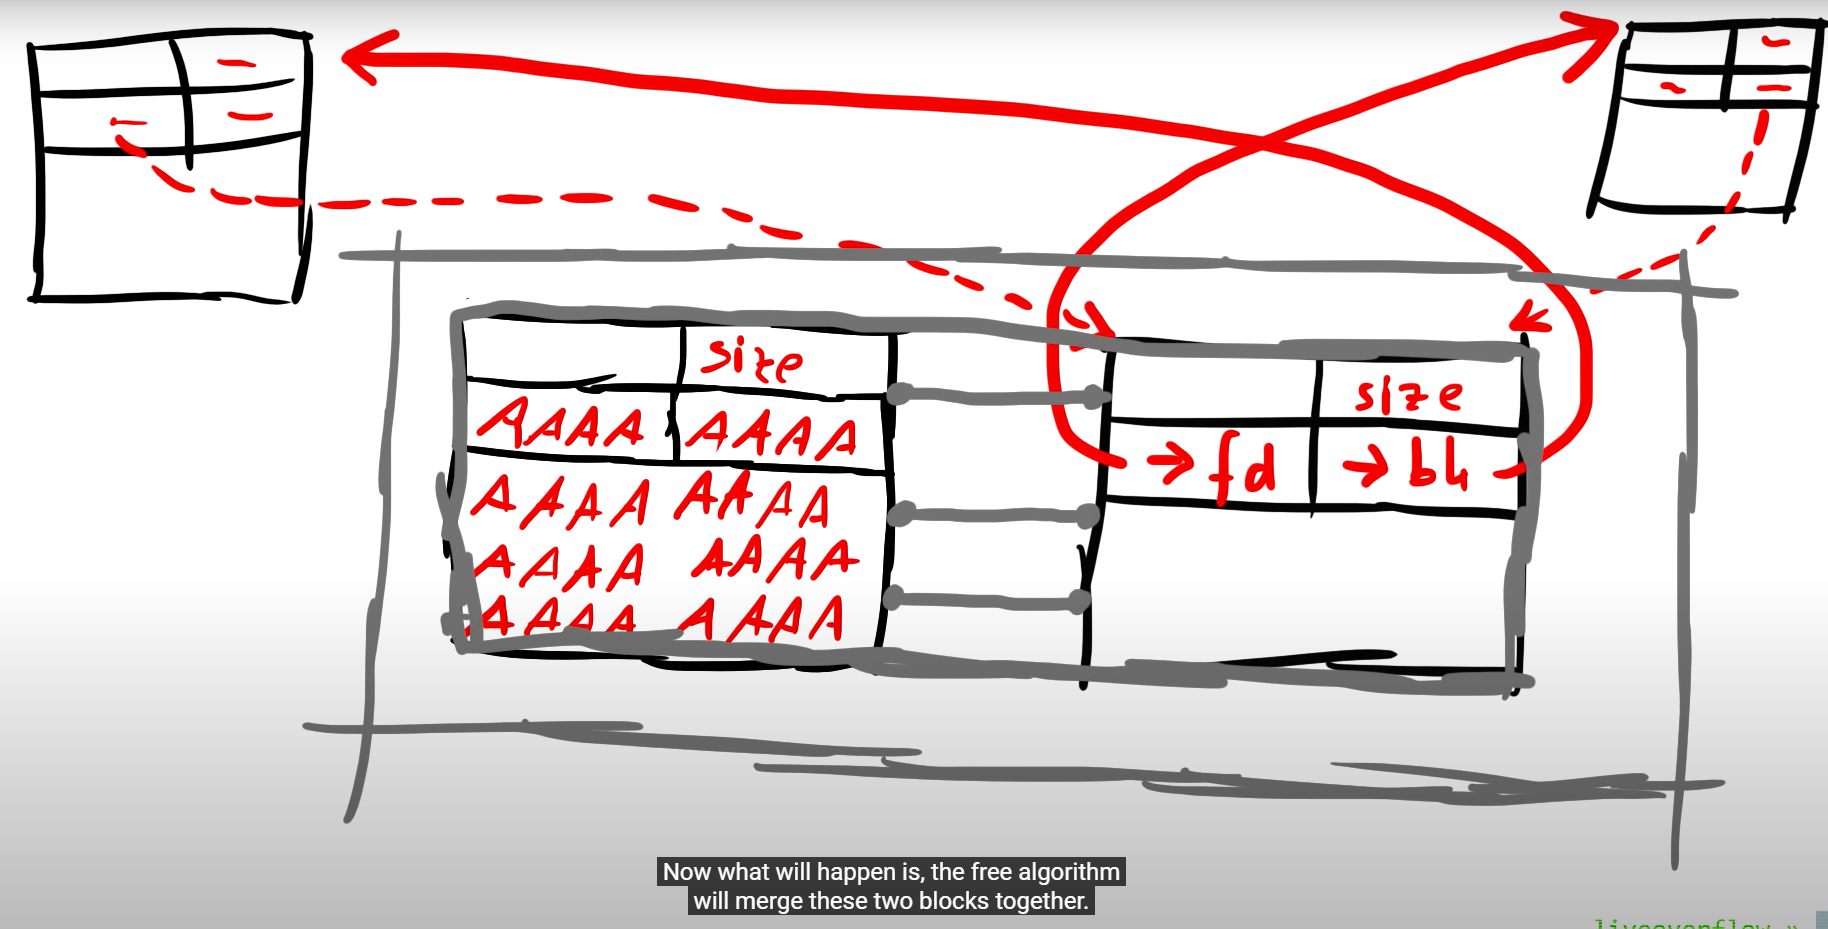 size
AAAA AAAA
AAAA AAAA
AAAA AAAA
AAAA AAAA
size
→ fd → bk
Now what will happen is, the free algorithm
will merge these two blocks together.
liveoverflow »